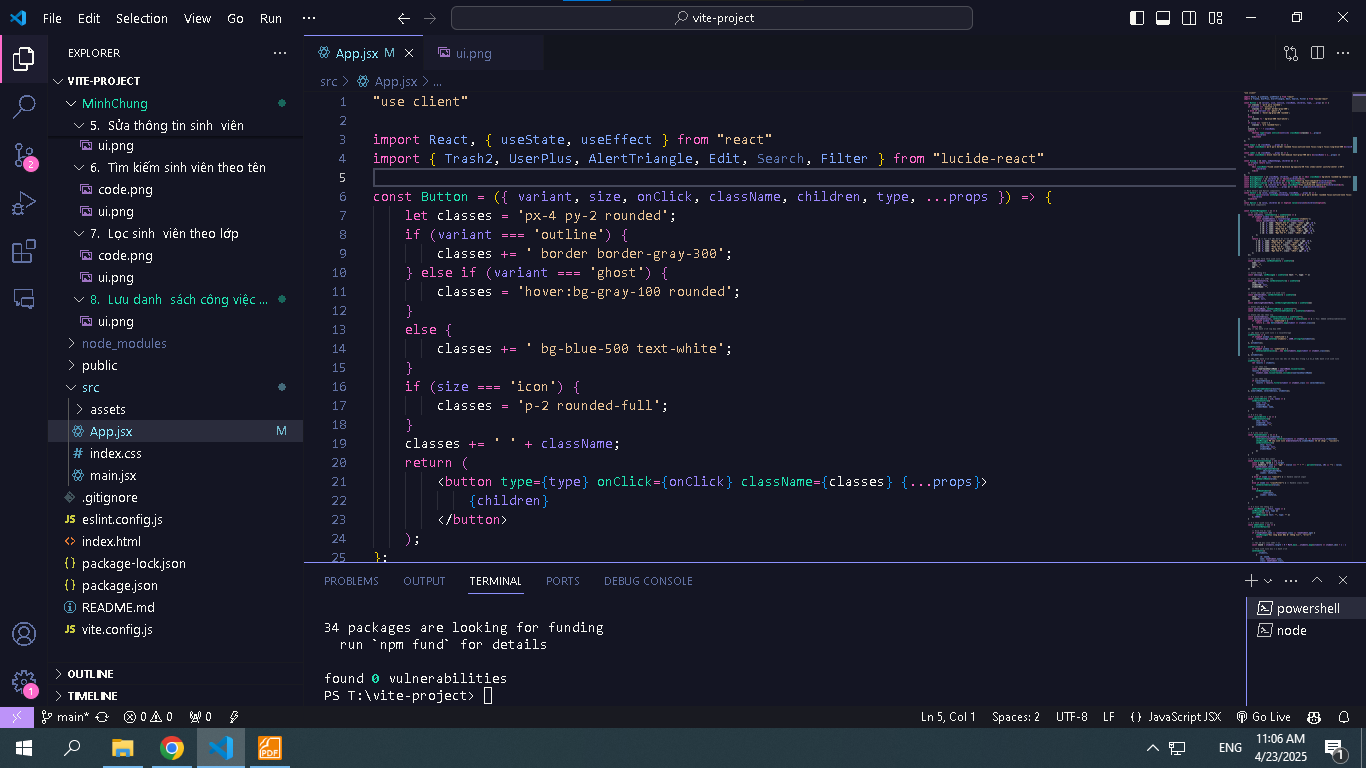 File Edit Selection View Go Run ··· vite-project
EXPLORER ···
VITE-PROJECT
MinhChung
5. Sửa thông tin sinh viên
ui.png
6. Tìm kiếm sinh viên theo tên
code.png
ui.png
7. Lọc sinh viên theo lớp
code.png
ui.png
8. Lưu danh sách công việc ...
ui.png
node_modules
public
src
assets
App.jsx M
index.css
main.jsx
.gitignore
eslint.config.js
index.html
package-lock.json
package.json
README.md
vite.config.js
OUTLINE
TIMELINE
App.jsx M
ui.png
src > App.jsx > ...
1 "use client"
2
3 import React, { useState, useEffect } from "react"
4 import { Trash2, UserPlus, AlertTriangle, Edit, Search, Filter } from "lucide-react"
5
6 const Button = ({ variant, size, onClick, className, children, type, ...props }) => {
7 let classes = 'px-4 py-2 rounded';
8 if (variant === 'outline') {
9 classes += ' border border-gray-300';
10 } else if (variant === 'ghost') {
11 classes = 'hover:bg-gray-100 rounded';
12 }
13 else {
14 classes += ' bg-blue-500 text-white';
15 }
16 if (size === 'icon') {
17 classes = 'p-2 rounded-full';
18 }
19 classes += ' ' + className;
20 return (
21 <button type={type} onClick={onClick} className={classes} {...props}>
22 {children}
23 </button>
24 );
25 };
PROBLEMS OUTPUT TERMINAL PORTS DEBUG CONSOLE
34 packages are looking for funding
run `npm fund` for details
found 0 vulnerabilities
PS T:\vite-project>
powershell
node
2
1
main* 0 0 0 Ln 5, Col 1 Spaces: 2 UTF-8 LF {} JavaScript JSX Go Live
PDF
ENG
11:06 AM
4/23/2025
1